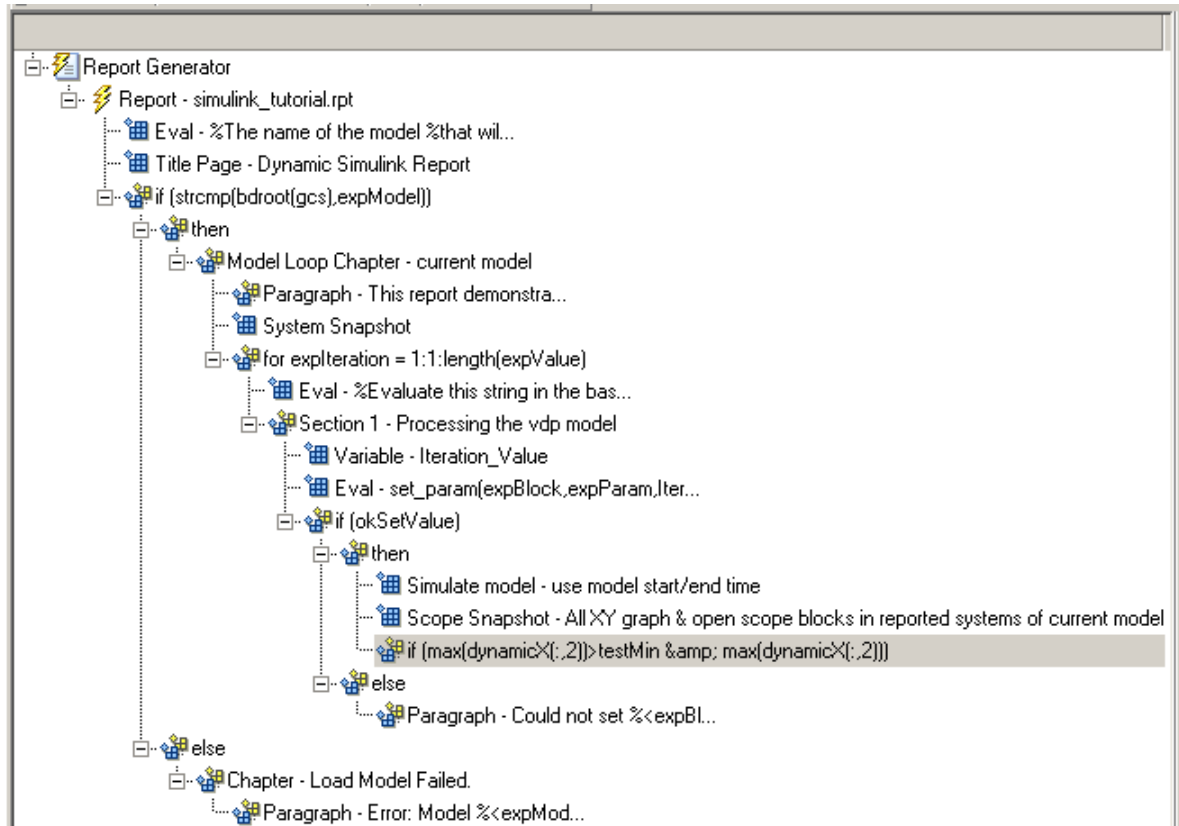 Report Generator
Report - simulink_tutorial.rpt
Eval - %The name of the model %that wil...
Title Page - Dynamic Simulink Report
if (strcmp(bdroot(gcs),expModel))
then
Model Loop Chapter - current model
Paragraph - This report demonstra...
System Snapshot
for expIteration = 1:1:length(expValue)
Eval - %Evaluate this string in the bas...
Section 1 - Processing the vdp model
Variable - Iteration_Value
Eval - set_param(expBlock,expParam,Iter...
if (okSetValue)
then
Simulate model - use model start/end time
Scope Snapshot - All XY graph & open scope blocks in reported systems of current model
if (max(dynamicX(:,2))>testMin &amp; max(dynamicX(:,2)))
else
Paragraph - Could not set %<expBl...
else
Chapter - Load Model Failed.
Paragraph - Error: Model %<expMod...